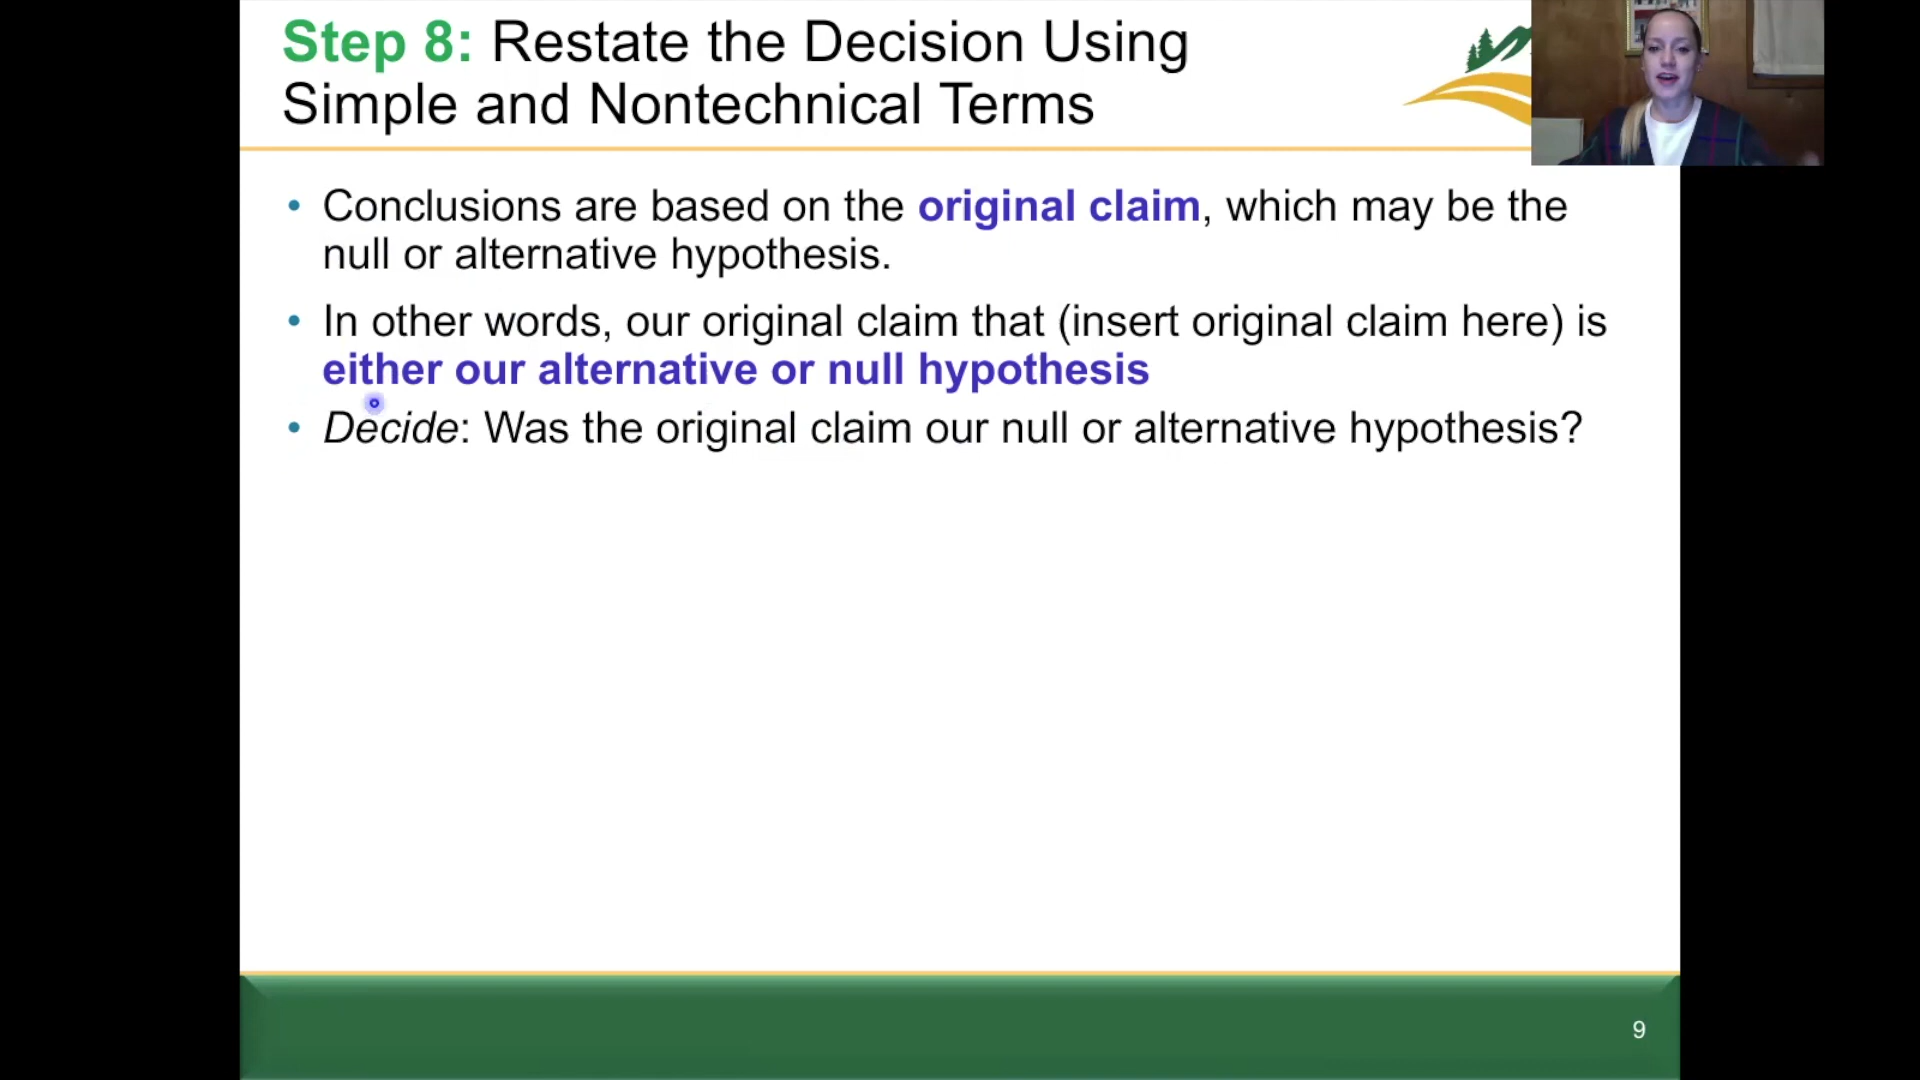 Step 8: Restate the Decision Using
Simple and Nontechnical Terms
• Conclusions are based on the original claim, which may be the
null or alternative hypothesis.
• In other words, our original claim that (insert original claim here) is
either our alternative or null hypothesis
• Decide: Was the original claim our null or alternative hypothesis?
9